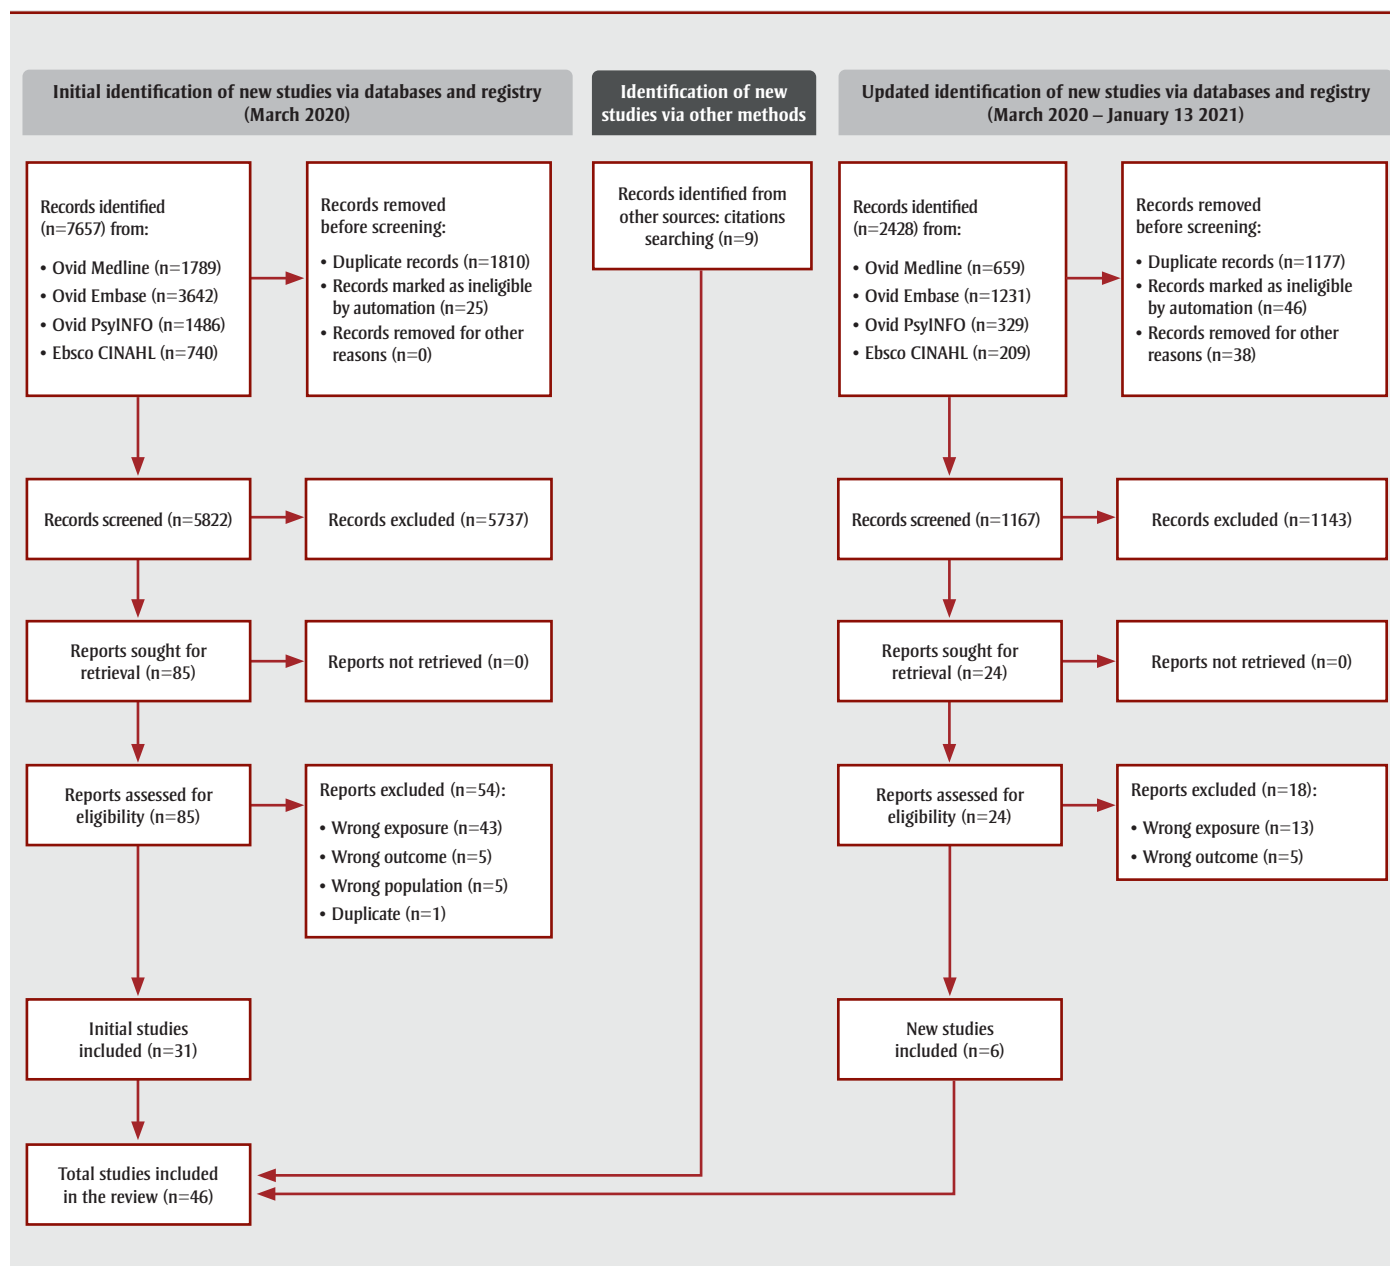 Initial identification of new studies via databases and registry
(March 2020)
Records identified
(n=7657) from:
• Ovid Medline (n=1789)
• Ovid Embase (n=3642)
• Ovid PsyINFO (n=1486)
• Ebsco CINAHL (n=740)
Records removed
before screening:
• Duplicate records (n=1810)
• Records marked as ineligible
by automation (n=25)
• Records removed for other
reasons (n=0)
Records screened (n=5822)
Records excluded (n=5737)
Reports sought for
retrieval (n=85)
Reports not retrieved (n=0)
Reports assessed for
eligibility (n=85)
Reports excluded (n=54):
• Wrong exposure (n=43)
• Wrong outcome (n=5)
• Wrong population (n=5)
• Duplicate (n=1)
Initial studies
included (n=31)
Total studies included
in the review (n=46)
Identification of new
studies via other methods
Records identified from
other sources: citations
searching (n=9)
Updated identification of new studies via databases and registry
(March 2020 – January 13 2021)
Records identified
(n=2428) from:
• Ovid Medline (n=659)
• Ovid Embase (n=1231)
• Ovid PsyINFO (n=329)
• Ebsco CINAHL (n=209)
Records removed
before screening:
• Duplicate records (n=1177)
• Records marked as ineligible
by automation (n=46)
• Records removed for other
reasons (n=38)
Records screened (n=1167)
Records excluded (n=1143)
Reports sought for
retrieval (n=24)
Reports not retrieved (n=0)
Reports assessed for
eligibility (n=24)
Reports excluded (n=18):
• Wrong exposure (n=13)
• Wrong outcome (n=5)
New studies
included (n=6)